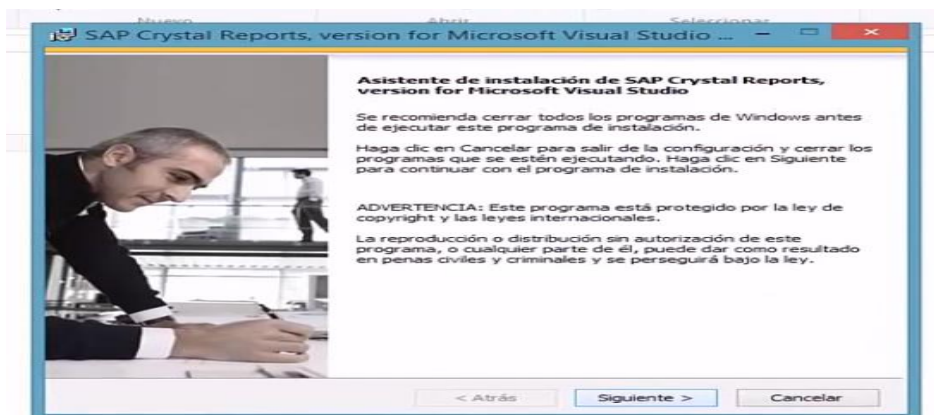 Nuevo Abrir Seleccionar
SAP Crystal Reports, version for Microsoft Visual Studio ...
Asistente de instalación de SAP Crystal Reports,
version for Microsoft Visual Studio
Se recomienda cerrar todos los programas de Windows antes
de ejecutar este programa de instalación.
Haga clic en Cancelar para salir de la configuración y cerrar los
programas que se estén ejecutando. Haga clic en Siguiente
para continuar con el programa de instalación.
ADVERTENCIA: Este programa está protegido por la ley de
copyright y las leyes internacionales.
La reproducción o distribución sin autorización de este
programa, o cualquier parte de él, puede dar como resultado
en penas civiles y criminales y se perseguirá bajo la ley.
< Atrás Siguiente > Cancelar